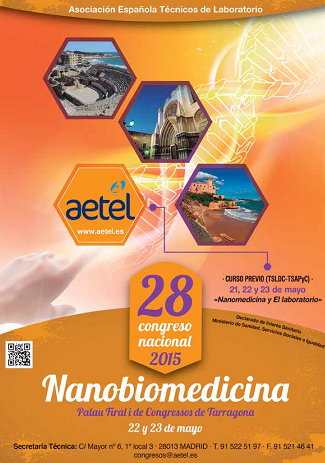 Asociación Española Técnicos de Laboratorio
aetel
www.aetel.es
· CURSO PREVIO (TSLDC-TSAPyC) ·
21, 22 y 23 de mayo
«Nanomedicina y El laboratorio»
Declarado de Interés Sanitario
Ministerio de Sanidad, Servicios Sociales e Igualdad
28
congreso
nacional
2015
Nanobiomedicina
Palau Firal i de Congressos de Tarragona
22 y 23 de mayo
Secretaría Técnica: C/ Mayor nº 6, 1º local 3 · 28013 MADRID · T. 91 522 51 97 · F. 91 521 46 41
congresos@aetel.es